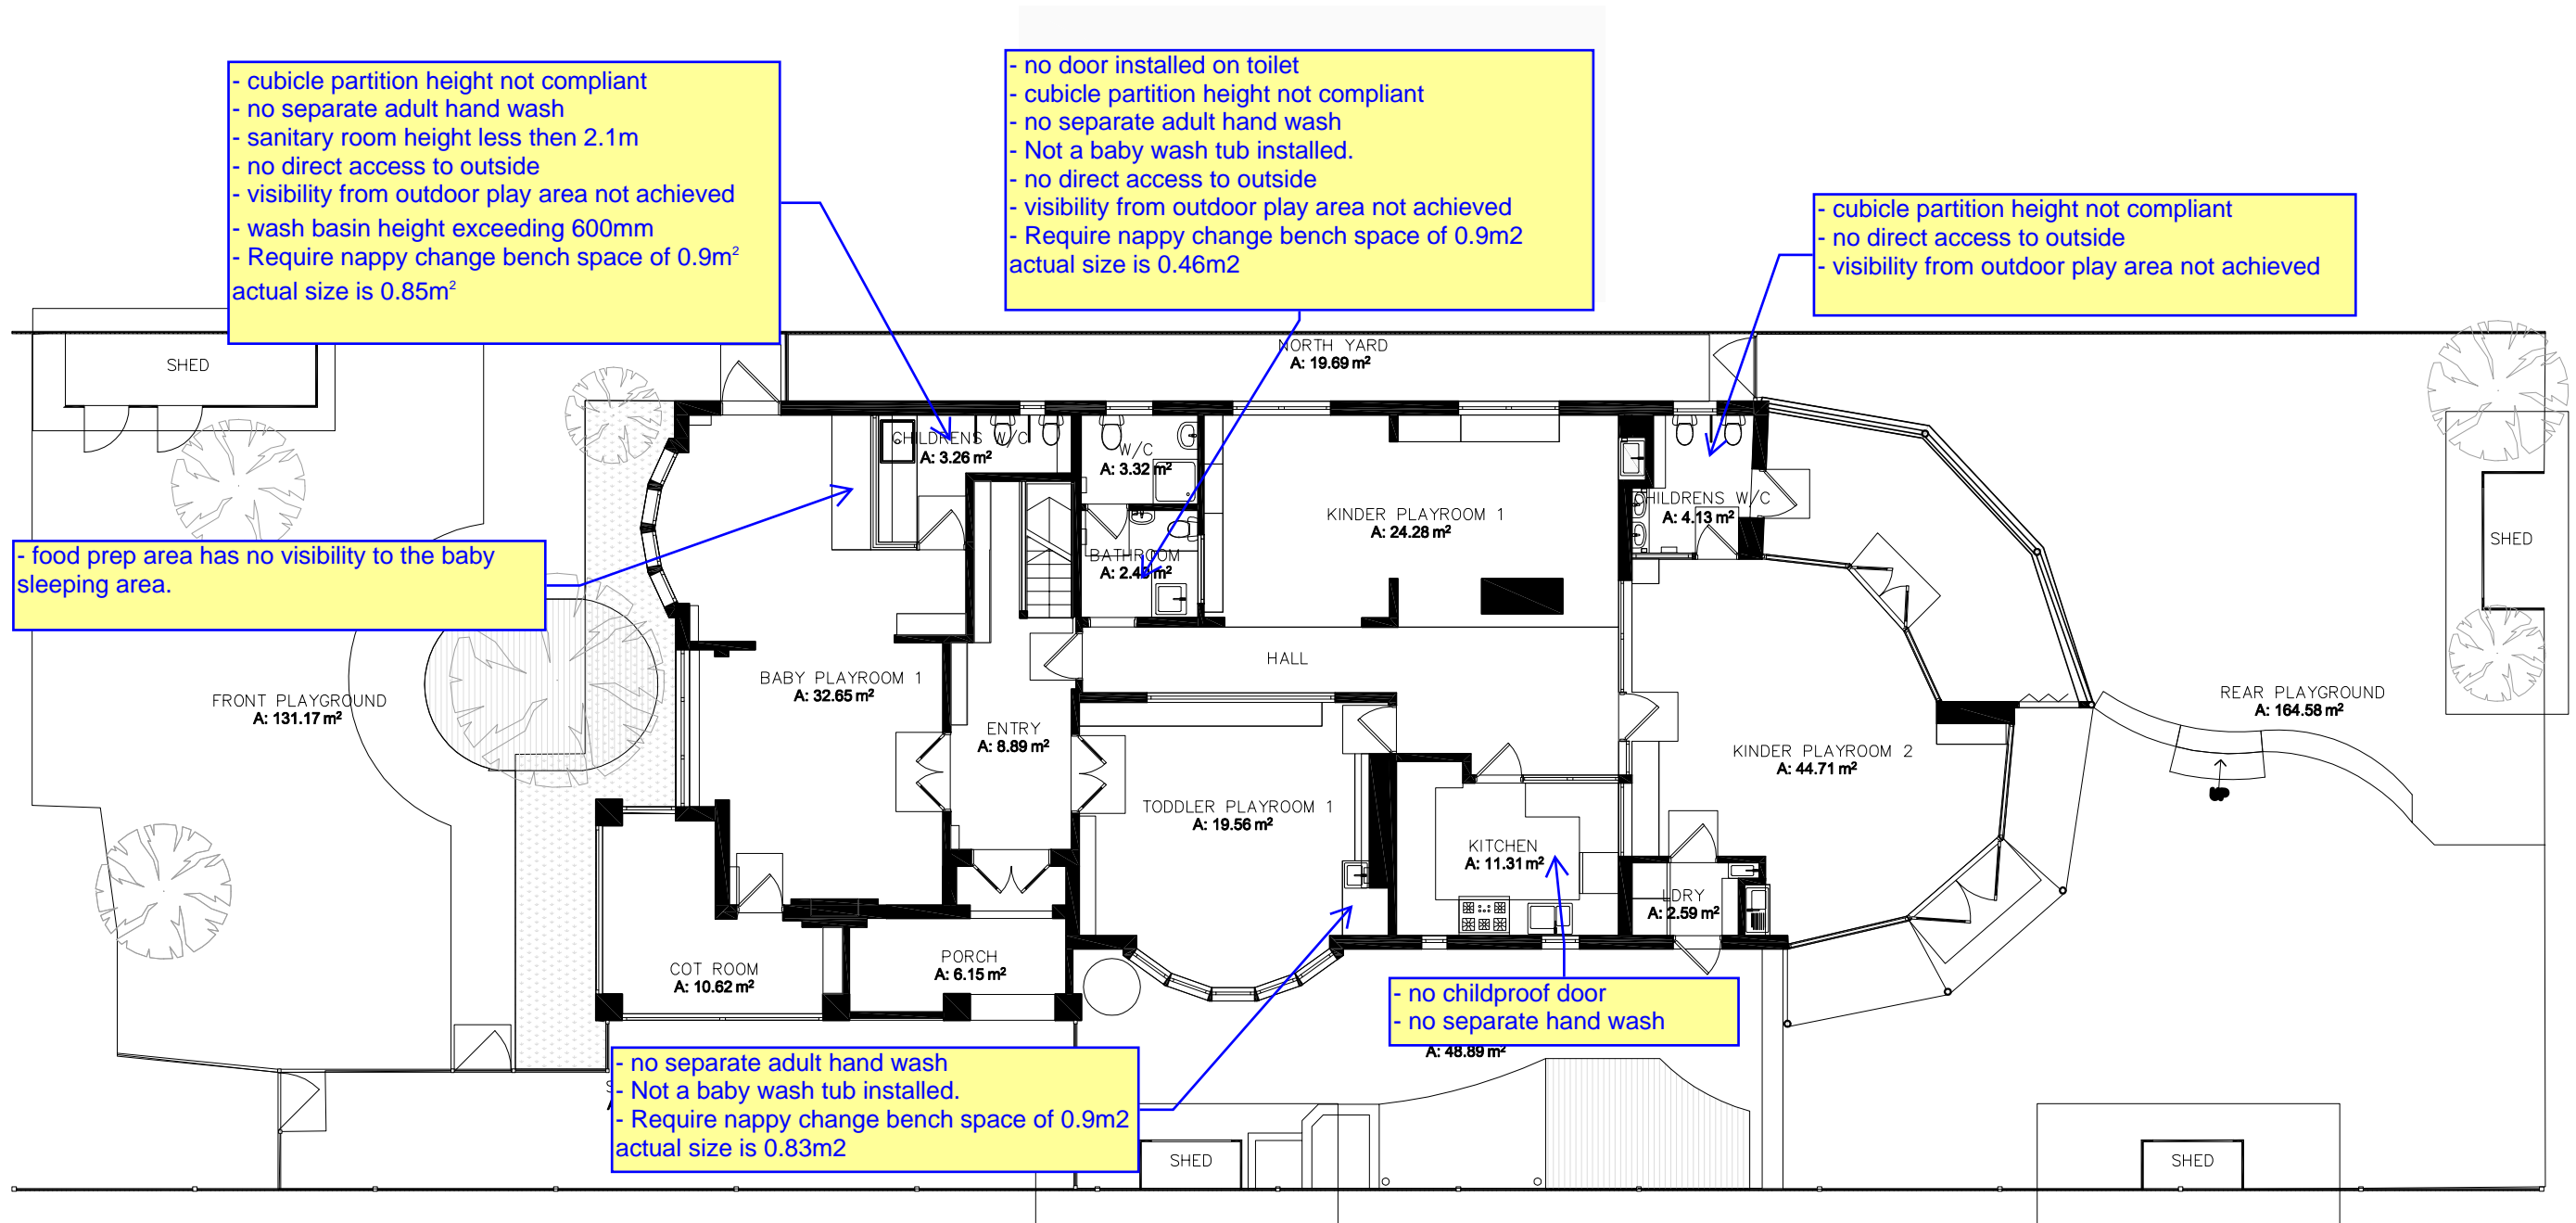 - cubicle partition height not compliant
- no separate adult hand wash
- sanitary room height less then 2.1m
- no direct access to outside
- visibility from outdoor play area not achieved
- wash basin height exceeding 600mm
- Require nappy change bench space of 0.9m²
actual size is 0.85m²
- no door installed on toilet
- cubicle partition height not compliant
- no separate adult hand wash
- Not a baby wash tub installed.
- no direct access to outside
- visibility from outdoor play area not achieved
- Require nappy change bench space of 0.9m2
actual size is 0.46m2
- cubicle partition height not compliant
- no direct access to outside
- visibility from outdoor play area not achieved
SHED
NORTH YARD
A: 19.69 m²
CHILDRENS W/C
A: 3.26 m²
W/C
A: 3.32 m²
KINDER PLAYROOM 1
A: 24.28 m²
CHILDRENS W/C
A: 4.13 m²
SHED
- food prep area has no visibility to the baby
sleeping area.
BATHROOM
HALL
FRONT PLAYGROUND
A: 131.17 m²
BABY PLAYROOM 1
A: 32.65 m²
ENTRY
A: 8.89 m²
KINDER PLAYROOM 2
A: 44.71 m²
REAR PLAYGROUND
A: 164.58 m²
UP
TODDLER PLAYROOM 1
A: 19.56 m²
KITCHEN
A: 11.31 m²
LDRY
A: 2.59 m²
COT ROOM
A: 10.62 m²
PORCH
A: 6.15 m²
- no childproof door
- no separate hand wash
A: 48.89 m²
- no separate adult hand wash
- Not a baby wash tub installed.
- Require nappy change bench space of 0.9m2
actual size is 0.83m2
SHED
SHED